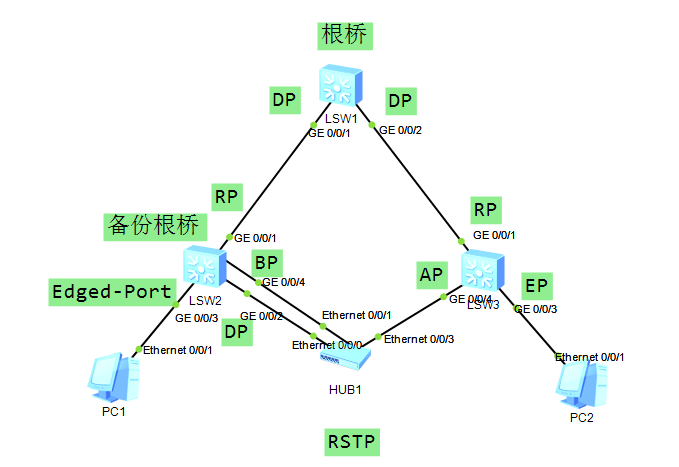 根桥
DP
DP
LSW1
GE 0/0/1
GE 0/0/2
RP
RP
备份根桥
GE 0/0/1
GE 0/0/1
BP
AP
EP
Edged-Port
GE 0/0/4
LSW2
GE 0/0/4
LSW3
GE 0/0/3
GE 0/0/2
Ethernet 0/0/1
GE 0/0/3
DP
Ethernet 0/0/0
Ethernet 0/0/3
Ethernet 0/0/1
Ethernet 0/0/1
HUB1
PC1
PC2
RSTP